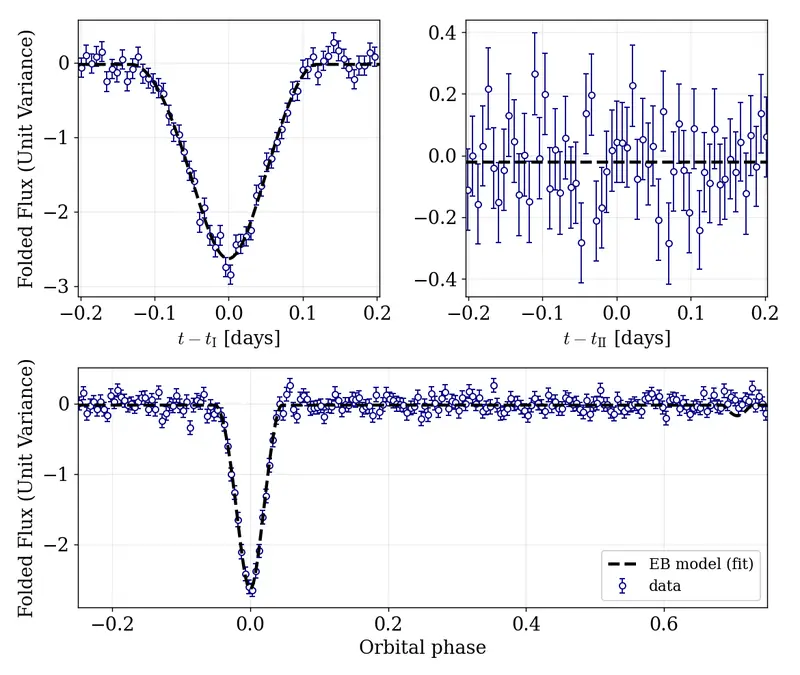 Folded Flux (Unit Variance)
0
−1
−2
−3
−0.2 −0.1 0.0 0.1 0.2
t − tI [days]
0.4
0.2
0.0
−0.2
−0.4
−0.2 −0.1 0.0 0.1 0.2
t − tII [days]
Folded Flux (Unit Variance)
0
−1
−2
EB model (fit)
data
−0.2 0.0 0.2 0.4 0.6
Orbital phase